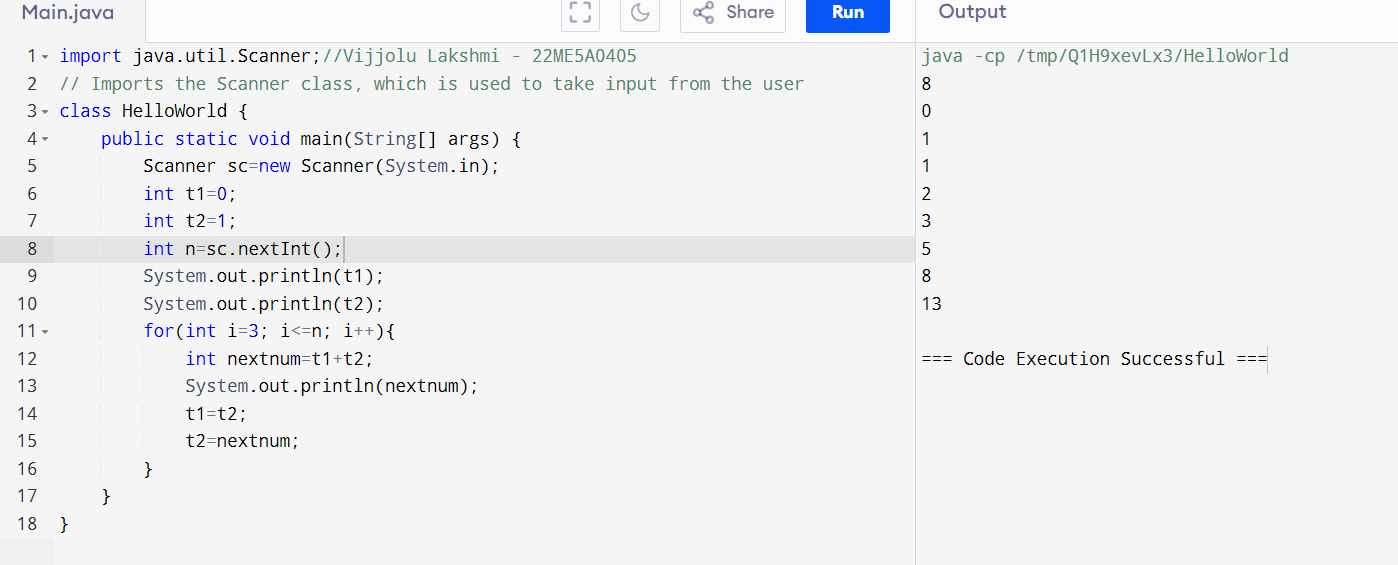 Main.java
Share
Run
Output
1 import java.util.Scanner;//Vijjolu Lakshmi - 22ME5A0405
2 // Imports the Scanner class, which is used to take input from the user
3 class HelloWorld {
4 public static void main(String[] args) {
5 Scanner sc=new Scanner(System.in);
6 int t1=0;
7 int t2=1;
8 int n=sc.nextInt();
9 System.out.println(t1);
10 System.out.println(t2);
11 for(int i=3; i<=n; i++){
12 int nextnum=t1+t2;
13 System.out.println(nextnum);
14 t1=t2;
15 t2=nextnum;
16 }
17 }
18 }
java -cp /tmp/Q1H9xevLx3/HelloWorld
8
0
1
1
2
3
5
8
13
=== Code Execution Successful ===